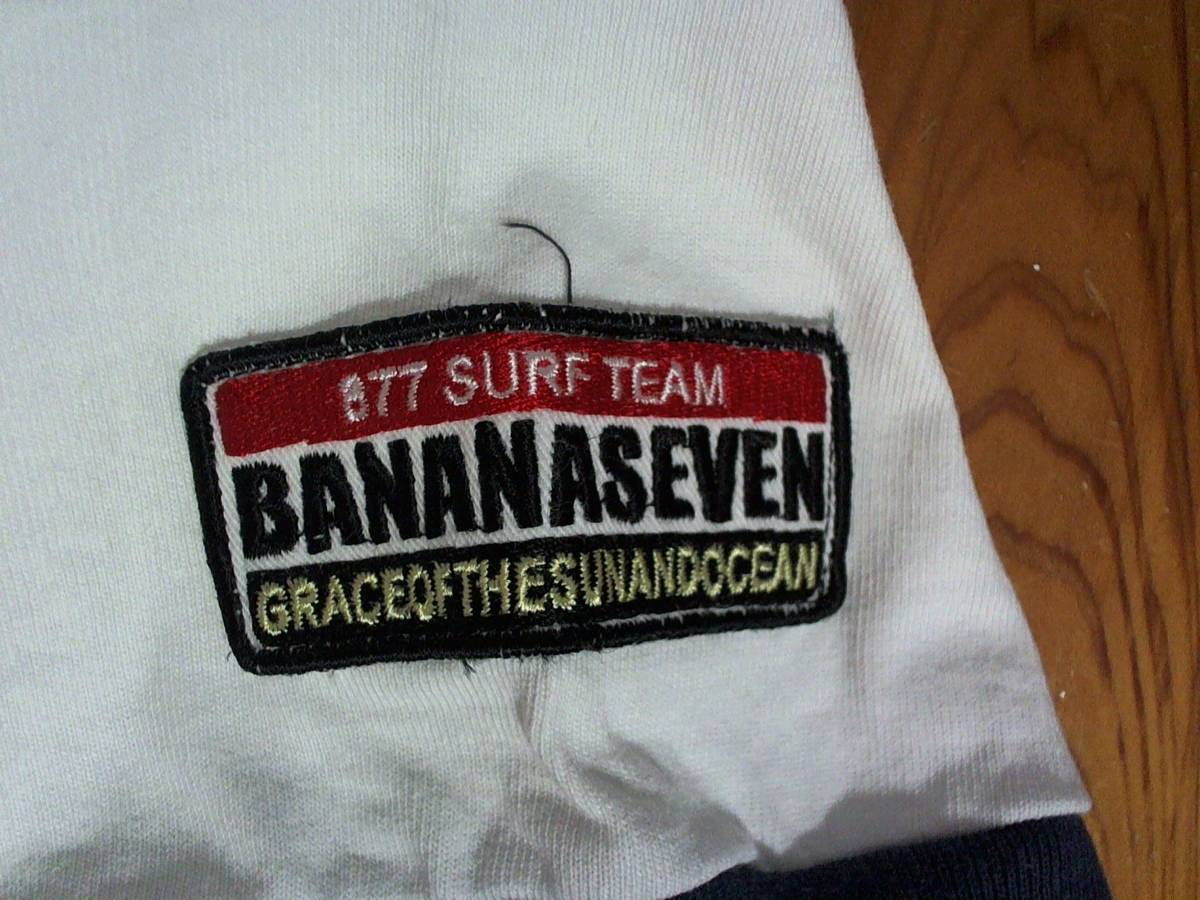 877 SURF TEAM
BANANASEVEN
GRACEOFTHESUNANDOCEAN